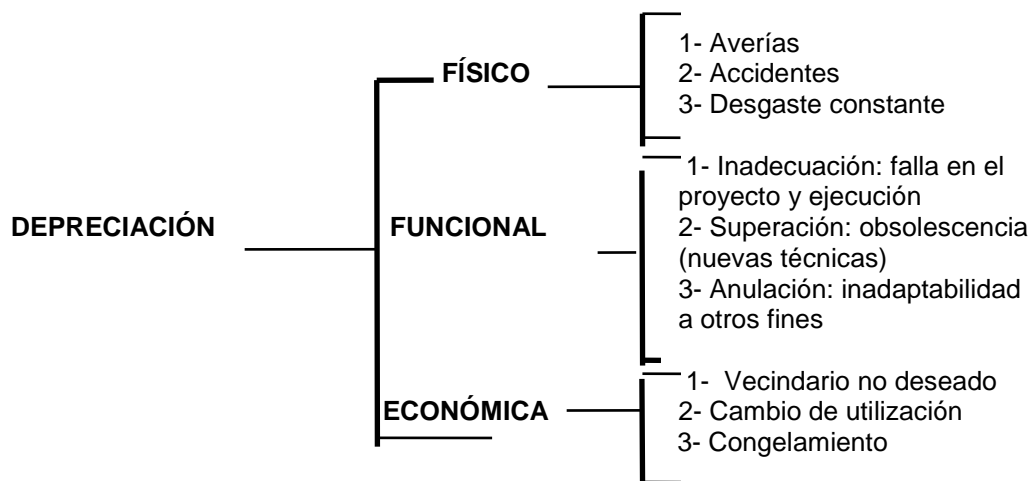 DEPRECIACIÓN
FÍSICO
1- Averías
2- Accidentes
3- Desgaste constante
FUNCIONAL
1- Inadecuación: falla en el
proyecto y ejecución
2- Superación: obsolescencia
(nuevas técnicas)
3- Anulación: inadaptabilidad
a otros fines
ECONÓMICA
1- Vecindario no deseado
2- Cambio de utilización
3- Congelamiento